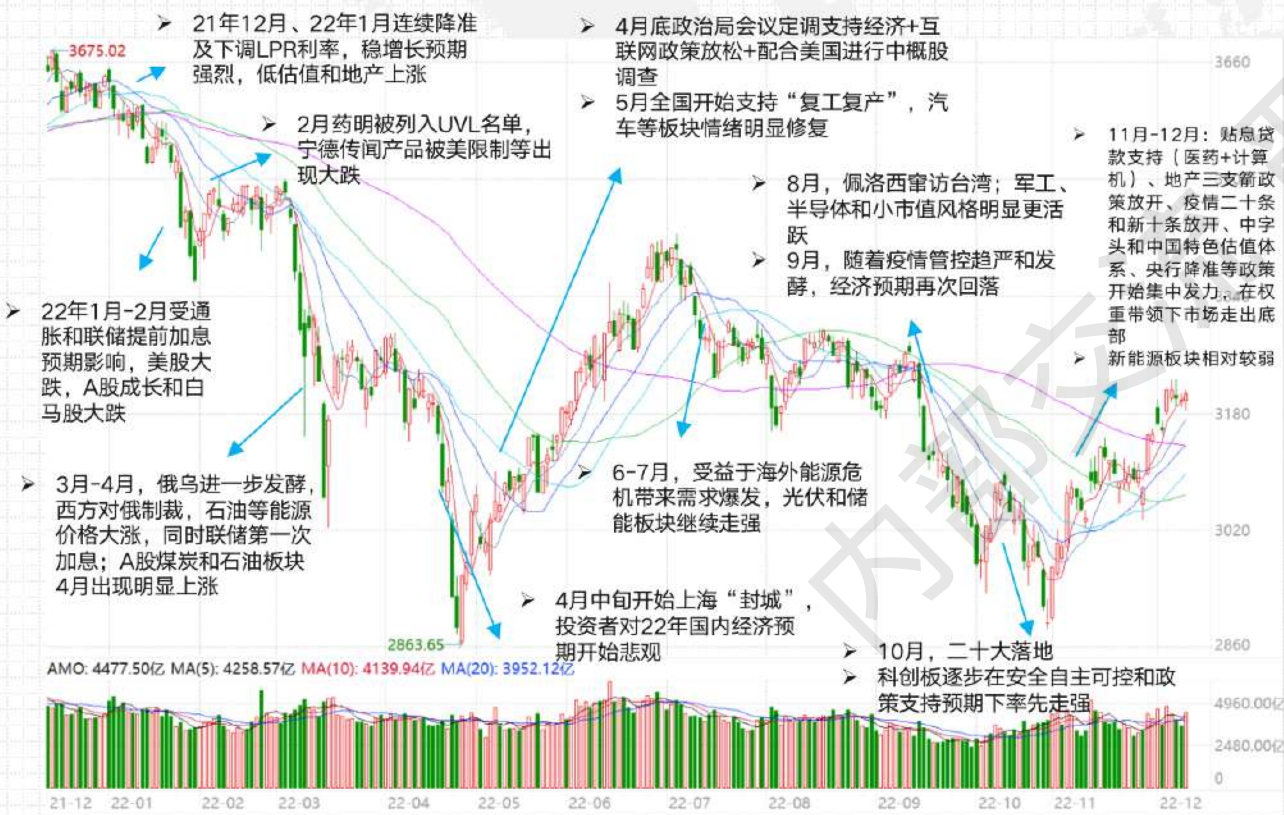 ➢ 21年12月、22年1月连续降准
及下调LPR利率，稳增长预期
强烈，低估值和地产上涨
➢ 4月底政治局会议定调支持经济+互
联网政策放松+配合美国进行中概股
调查
➢ 5月全国开始支持“复工复产”，汽
车等板块情绪明显修复
3675.02
3660
➢ 2月药明被列入UVL名单，
宁德传闻产品被美限制等出
现大跌
➢ 11月-12月：贴息贷
款支持（医药+计算
机）、地产三支箭政
策放开、疫情二十条
和新十条放开、中字
头和中国特色估值体
系、央行降准等政策
开始集中发力，在权
重带领下市场走出底
部
➢ 新能源板块相对较弱
➢ 8月，佩洛西窜访台湾；军工、
半导体和小市值风格明显更活
跃
➢ 9月，随着疫情管控趋严和发
酵，经济预期再次回落
3340
➢ 22年1月-2月受通
胀和联储提前加息
预期影响，美股大
跌，A股成长和白
马股大跌
3180
➢ 3月-4月，俄乌进一步发酵，
西方对俄制裁，石油等能源
价格大涨，同时联储第一次
加息；A股煤炭和石油板块
4月出现明显上涨
➢ 6-7月，受益于海外能源危
机带来需求爆发，光伏和储
能板块继续走强
3020
➢ 4月中旬开始上海“封城”，
投资者对22年国内经济预
期开始悲观
2863.65
2860
➢ 10月，二十大落地
➢ 科创板逐步在安全自主可控和政
策支持预期下率先走强
AMO: 4477.50亿 MA(5): 4258.57亿 MA(10): 4139.94亿 MA(20): 3952.12亿
4960.00亿
2480.00亿
0
21-12 22-01 22-02 22-03 22-04 22-05 22-06 22-07 22-08 22-09 22-10 22-11 22-12
内部交流